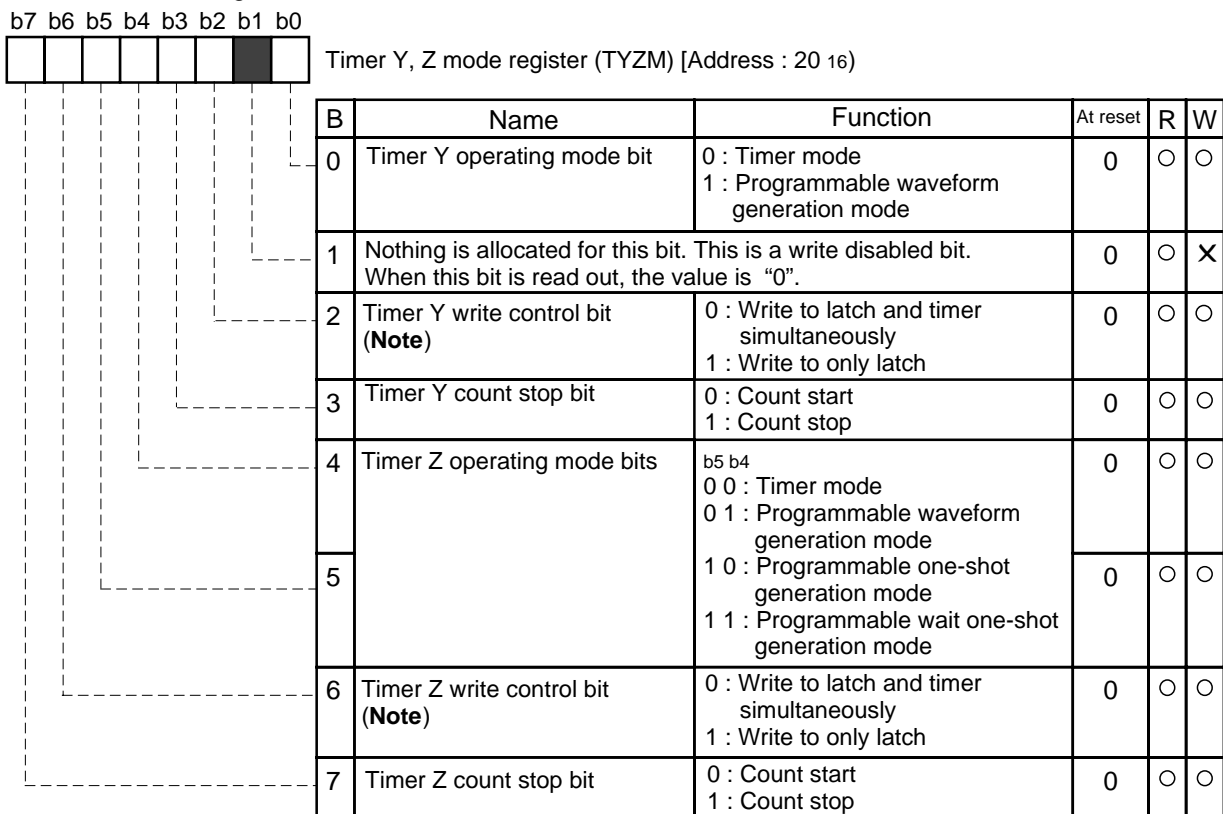 b7 b6 b5 b4 b3 b2 b1 b0
Timer Y, Z mode register (TYZM) [Address : 20 16)
B Name Function At reset R W
0 Timer Y operating mode bit 0 : Timer mode 0 ○ ○
1 : Programmable waveform
generation mode
1 Nothing is allocated for this bit. This is a write disabled bit. 0 ○ ×
When this bit is read out, the value is “0”.
2 Timer Y write control bit 0 : Write to latch and timer 0 ○ ○
(Note) simultaneously
1 : Write to only latch
3 Timer Y count stop bit 0 : Count start 0 ○ ○
1 : Count stop
4 Timer Z operating mode bits b5 b4 0 ○ ○
0 0 : Timer mode
0 1 : Programmable waveform
generation mode
5 1 0 : Programmable one-shot 0 ○ ○
generation mode
1 1 : Programmable wait one-shot
generation mode
6 Timer Z write control bit 0 : Write to latch and timer 0 ○ ○
(Note) simultaneously
1 : Write to only latch
7 Timer Z count stop bit 0 : Count start 0 ○ ○
1 : Count stop